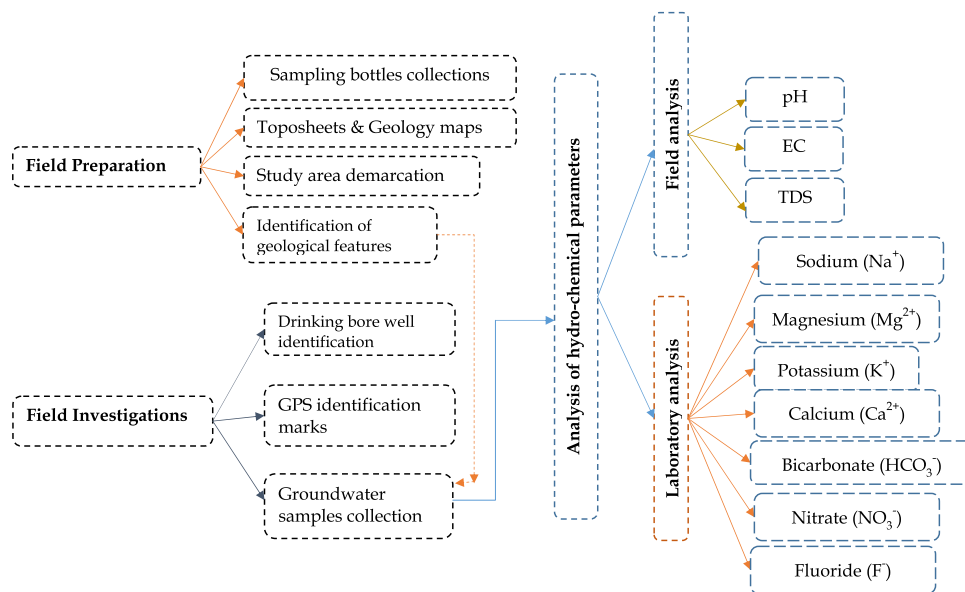 Field Preparation
Sampling bottles collections
Toposheets & Geology maps
Study area demarcation
Identification of
geological features
Field Investigations
Drinking bore well
identification
GPS identification
marks
Groundwater
samples collection
Analysis of hydro-chemical parameters
Field analysis
pH
EC
TDS
Laboratory analysis
Sodium (Na⁺)
Magnesium (Mg²⁺)
Potassium (K⁺)
Calcium (Ca²⁺)
Bicarbonate (HCO₃⁻)
Nitrate (NO₃⁻)
Fluoride (F⁻)